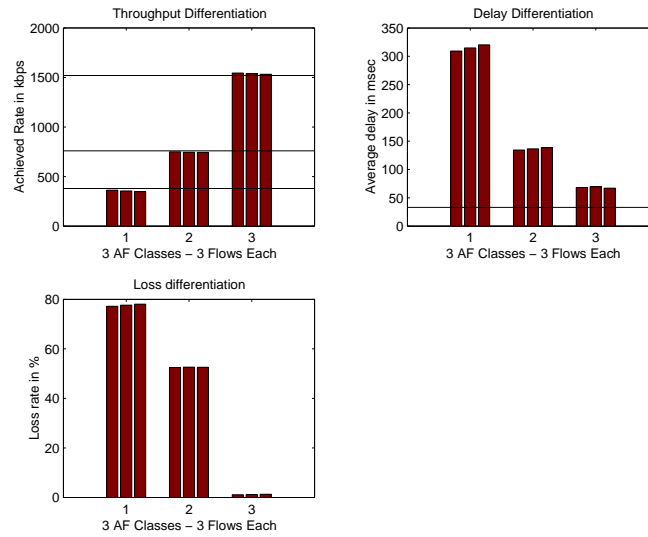 Throughput Differentiation
2000
1500
1000
500
0
Achieved Rate in kbps
1 2 3
3 AF Classes − 3 Flows Each
Delay Differentiation
350
300
250
200
150
100
50
0
Average delay in msec
1 2 3
3 AF Classes − 3 Flows Each
Loss differentiation
80
60
40
20
0
Loss rate in %
1 2 3
3 AF Classes − 3 Flows Each